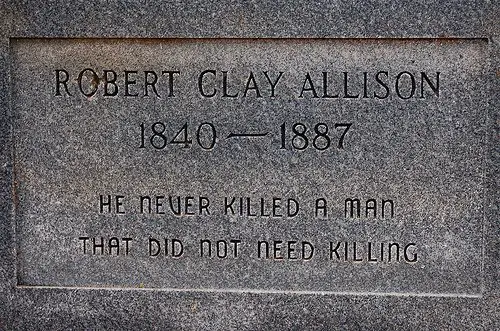 ROBERT CLAY ALLISON
1840 — 1887
HE NEVER KILLED A MAN
THAT DID NOT NEED KILLING